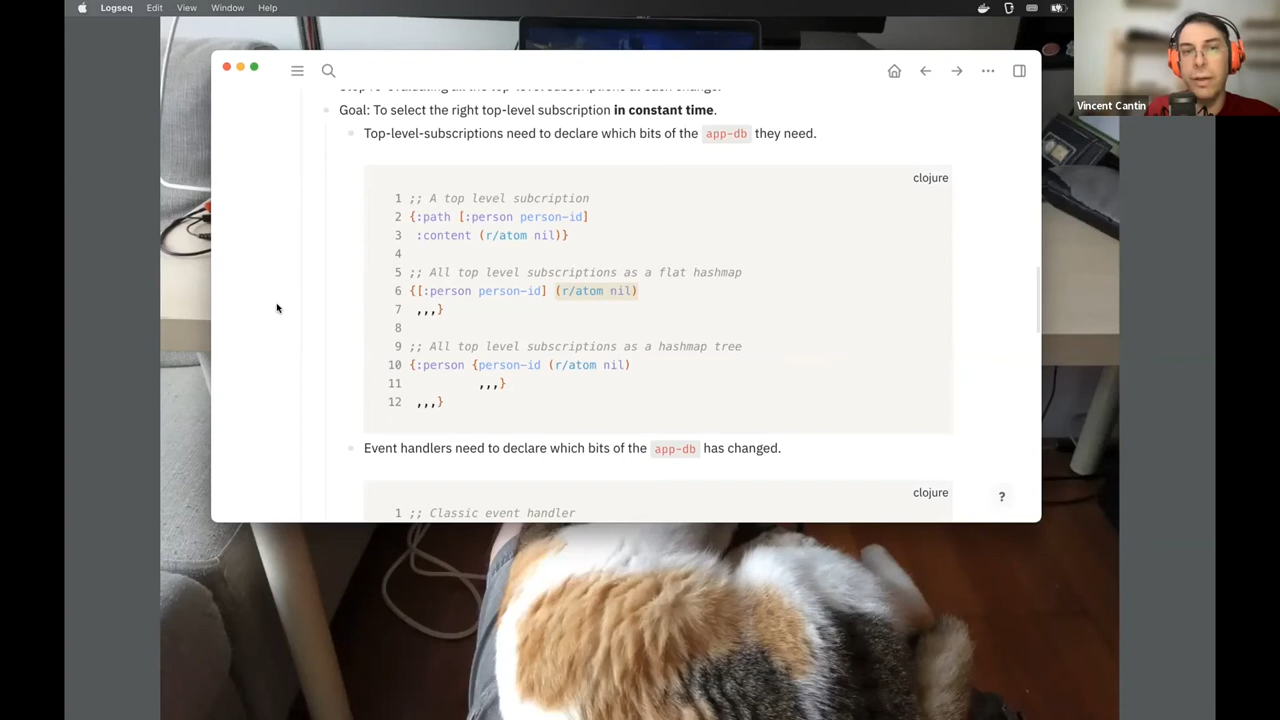 Logseq Edit View Window Help
Vincent Cantin
Goal: To select the right top-level subscription in constant time.
Top-level-subscriptions need to declare which bits of the app-db they need.
clojure
1 ;; A top level subcription
2 {:path [:person person-id]
3 :content (r/atom nil)}
4
5 ;; All top level subscriptions as a flat hashmap
6 {[:person person-id] (r/atom nil)
7 ,,,}
8
9 ;; All top level subscriptions as a hashmap tree
10 {:person {person-id (r/atom nil)
11 ,,,}
12 ,,,}
Event handlers need to declare which bits of the app-db has changed.
clojure
?
1 ;; Classic event handler